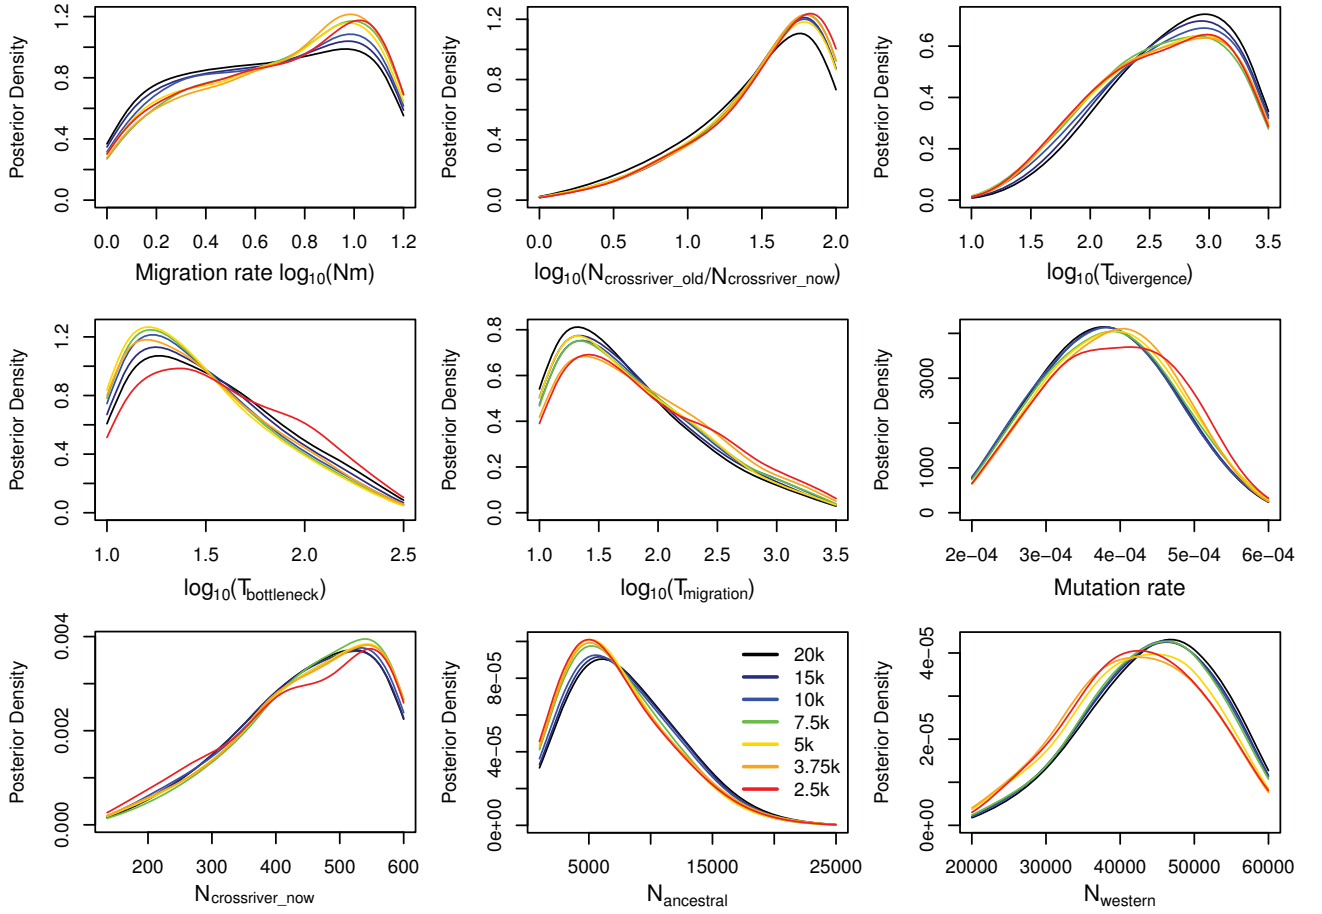 Posterior Density
0.0 0.4 0.8 1.2
0.0 0.2 0.4 0.6 0.8 1.0 1.2
Migration rate log10(Nm)
Posterior Density
0.0 0.2 0.4 0.6 0.8 1.0 1.2
0.0 0.5 1.0 1.5 2.0
log10(Ncrossriver_old/Ncrossriver_now)
Posterior Density
0.0 0.2 0.4 0.6
1.0 1.5 2.0 2.5 3.0 3.5
log10(Tdivergence)
Posterior Density
0.0 0.4 0.8 1.2
1.0 1.5 2.0 2.5
log10(Tbottleneck)
Posterior Density
0.0 0.2 0.4 0.6 0.8
1.0 1.5 2.0 2.5 3.0 3.5
log10(Tmigration)
Posterior Density
0 1000 3000
2e−04 3e−04 4e−04 5e−04 6e−04
Mutation rate
Posterior Density
0.000 0.002 0.004
200 300 400 500 600
Ncrossriver_now
Posterior Density
0e+00 4e−05 8e−05
5000 15000 25000
Nancestral
20k
15k
10k
7.5k
5k
3.75k
2.5k
Posterior Density
0e+00 2e−05 4e−05
20000 30000 40000 50000 60000
Nwestern